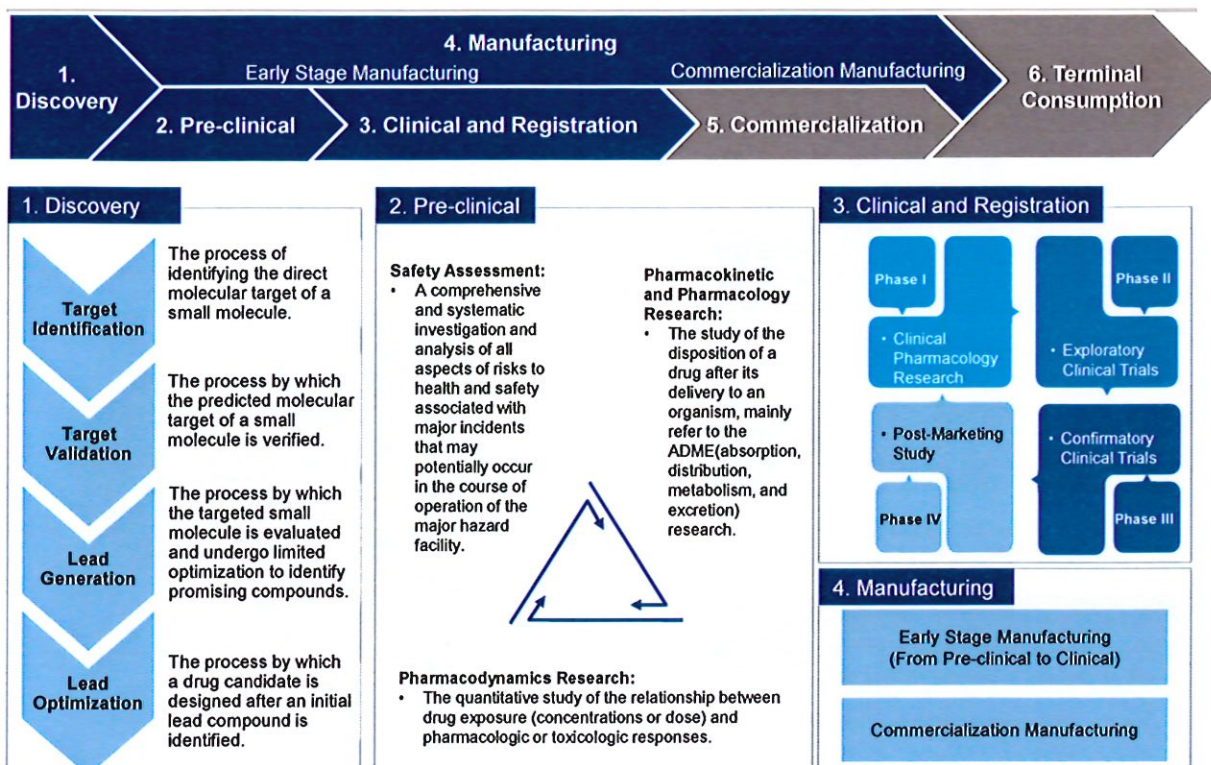 4. Manufacturing
1.
Discovery
Early Stage Manufacturing
Commercialization Manufacturing
6. Terminal
Consumption
2. Pre-clinical
3. Clinical and Registration
5. Commercialization
1. Discovery
Target
Identification
The process of
identifying the direct
molecular target of a
small molecule.
Target
Validation
The process by which
the predicted molecular
target of a small
molecule is verified.
Lead
Generation
The process by which
the targeted small
molecule is evaluated
and undergo limited
optimization to identify
promising compounds.
Lead
Optimization
The process by which
a drug candidate is
designed after an initial
lead compound is
identified.
2. Pre-clinical
Safety Assessment:
• A comprehensive
and systematic
investigation and
analysis of all
aspects of risks to
health and safety
associated with
major incidents
that may
potentially occur
in the course of
operation of the
major hazard
facility.
Pharmacokinetic
and Pharmacology
Research:
• The study of the
disposition of a
drug after its
delivery to an
organism, mainly
refer to the
ADME(absorption,
distribution,
metabolism, and
excretion)
research.
Pharmacodynamics Research:
• The quantitative study of the relationship between
drug exposure (concentrations or dose) and
pharmacologic or toxicologic responses.
3. Clinical and Registration
Phase I
• Clinical
Pharmacology
Research
Phase II
• Exploratory
Clinical Trials
• Post-Marketing
Study
Phase IV
• Confirmatory
Clinical Trials
Phase III
4. Manufacturing
Early Stage Manufacturing
(From Pre-clinical to Clinical)
Commercialization Manufacturing